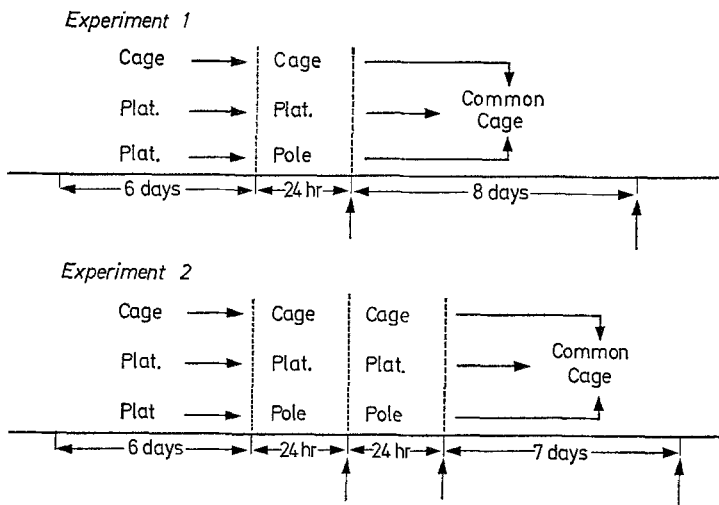 Experiment 1
Cage Cage
Plat. Plat. Common
Cage
Plat. Pole
6 days 24 hr 8 days
Experiment 2
Cage Cage Cage
Plat. Plat. Plat. Common
Cage
Plat Pole Pole
6 days 24 hr 24 hr 7 days